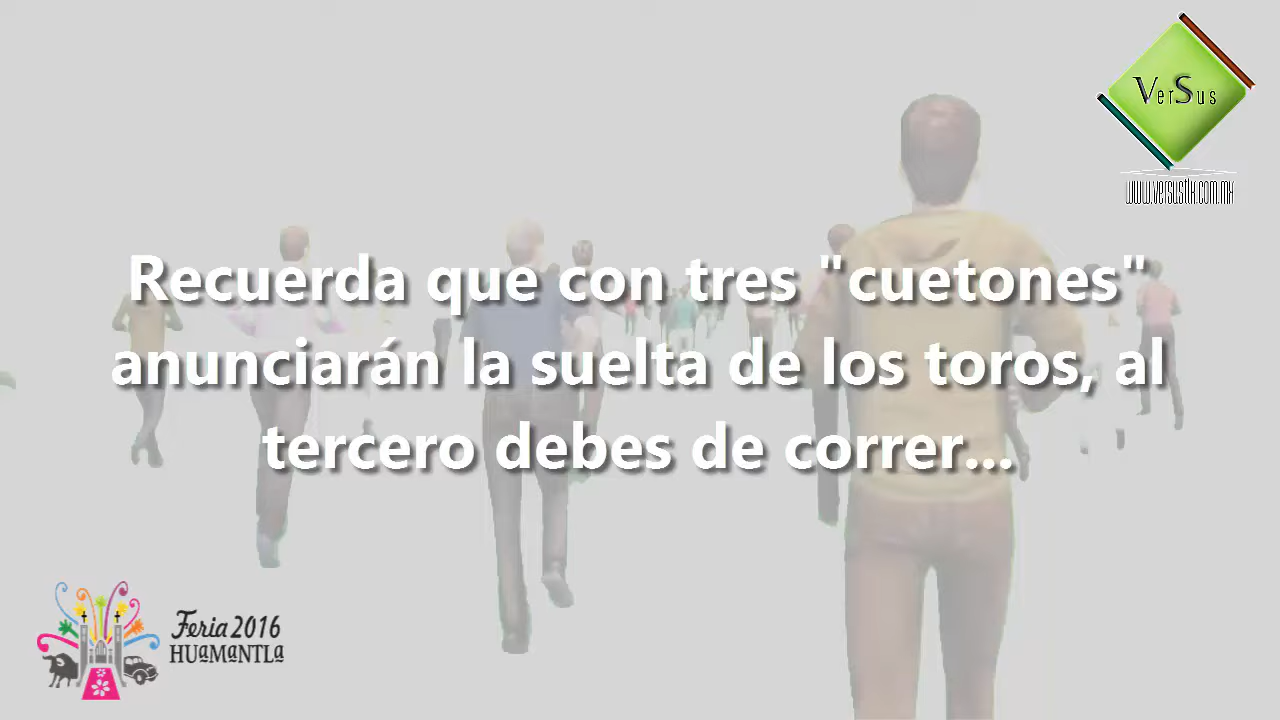 VerSus
www.versustlx.com.mx
Recuerda que con tres "cuetones"
anunciarán la suelta de los toros, al
tercero debes de correr...
Feria 2016
HUAMANTLA